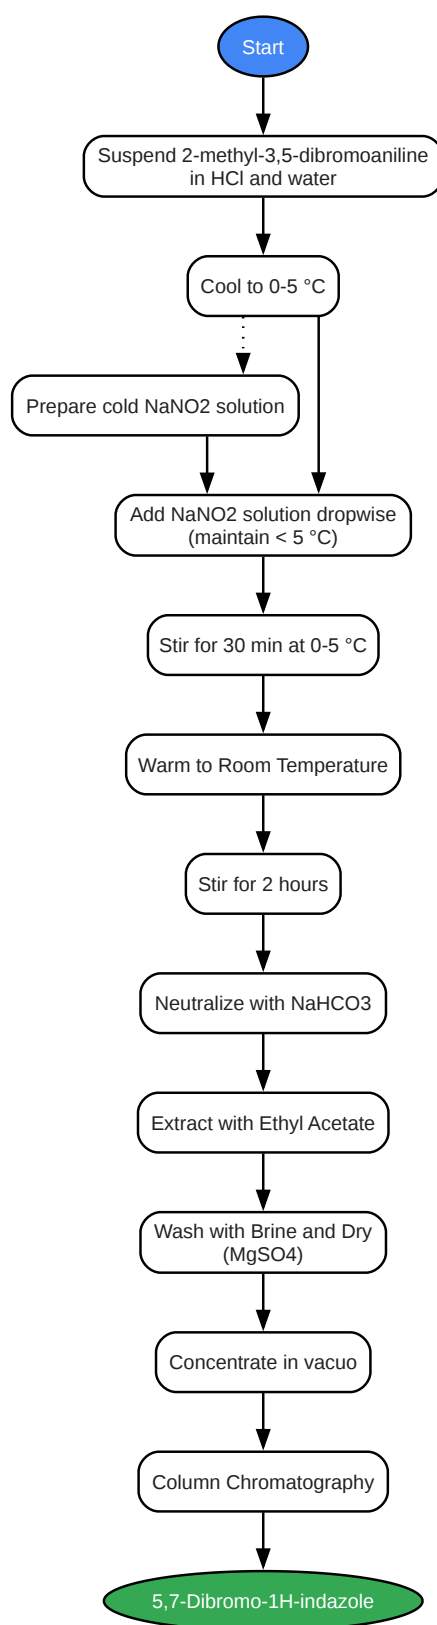 Start
Suspend 2-methyl-3,5-dibromoaniline
in HCl and water
Cool to 0-5 °C
Prepare cold NaNO2 solution
Add NaNO2 solution dropwise
(maintain < 5 °C)
Stir for 30 min at 0-5 °C
Warm to Room Temperature
Stir for 2 hours
Neutralize with NaHCO3
Extract with Ethyl Acetate
Wash with Brine and Dry
(MgSO4)
Concentrate in vacuo
Column Chromatography
5,7-Dibromo-1H-indazole